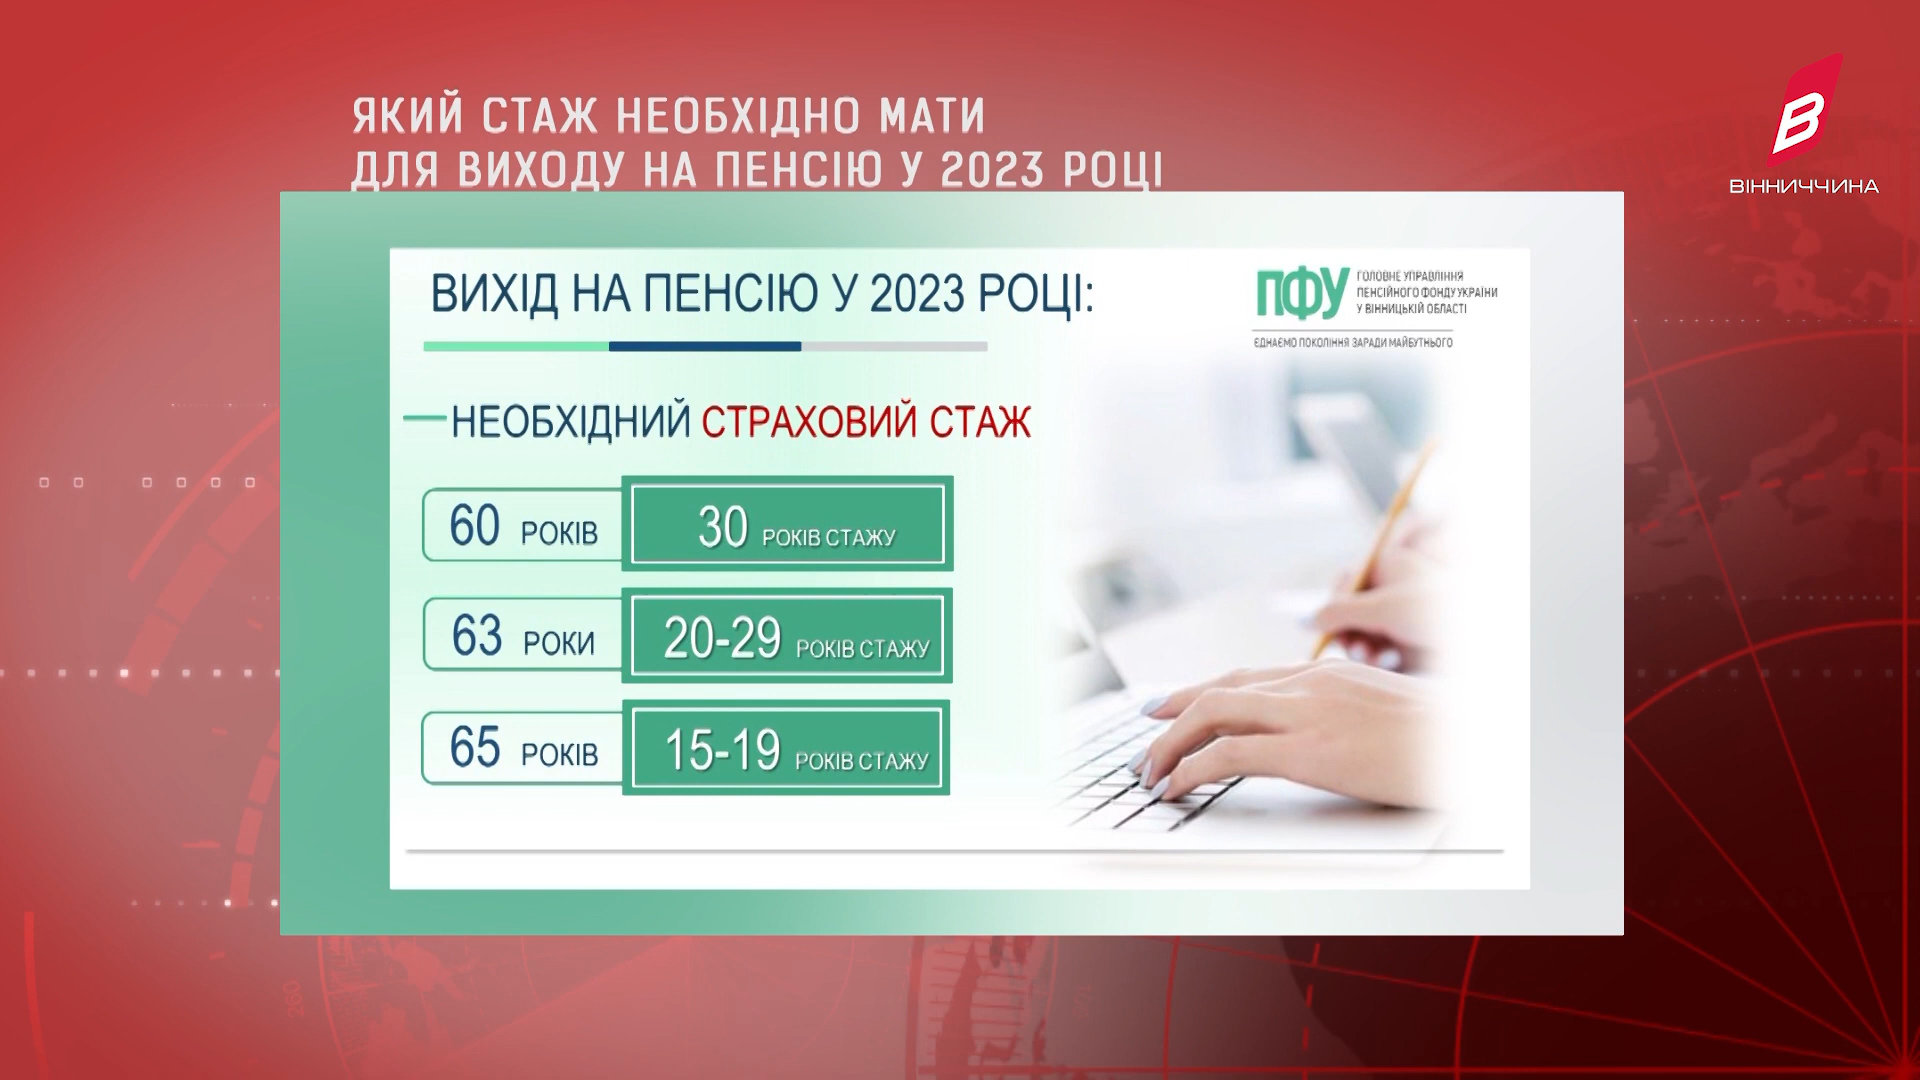 ЯКИЙ СТАЖ НЕОБХІДНО МАТИ
ДЛЯ ВИХОДУ НА ПЕНСІЮ У 2023 РОЦІ
В
ВІННИЧЧИНА
ВИХІД НА ПЕНСІЮ У 2023 РОЦІ:
ПФУ
ГОЛОВНЕ УПРАВЛІННЯ
ПЕНСІЙНОГО ФОНДУ УКРАЇНИ
У ВІННИЦЬКІЙ ОБЛАСТІ
ЄДНАЄМО ПОКОЛІННЯ ЗАРАДИ МАЙБУТНЬОГО
НЕОБХІДНИЙ СТРАХОВИЙ СТАЖ
60 РОКІВ 30 РОКІВ СТАЖУ
63 РОКИ 20-29 РОКІВ СТАЖУ
65 РОКІВ 15-19 РОКІВ СТАЖУ
260